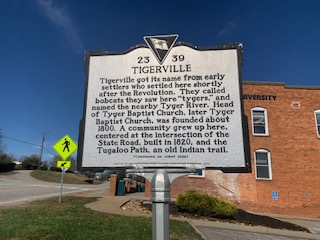 23 39
TIGERVILLE
Tigerville got its name from early
settlers who settled here shortly
after the Revolution. They called
bobcats they saw here "tygers," and
named the nearby Tyger River. Head
of Tyger Baptist Church, later Tyger
Baptist Church, was founded about
1800. A community grew up here,
centered at the intersection of the
State Road, built in 1820, and the
Tugaloo Path, an old Indian trail.
(Continued on other side)
VERSITY